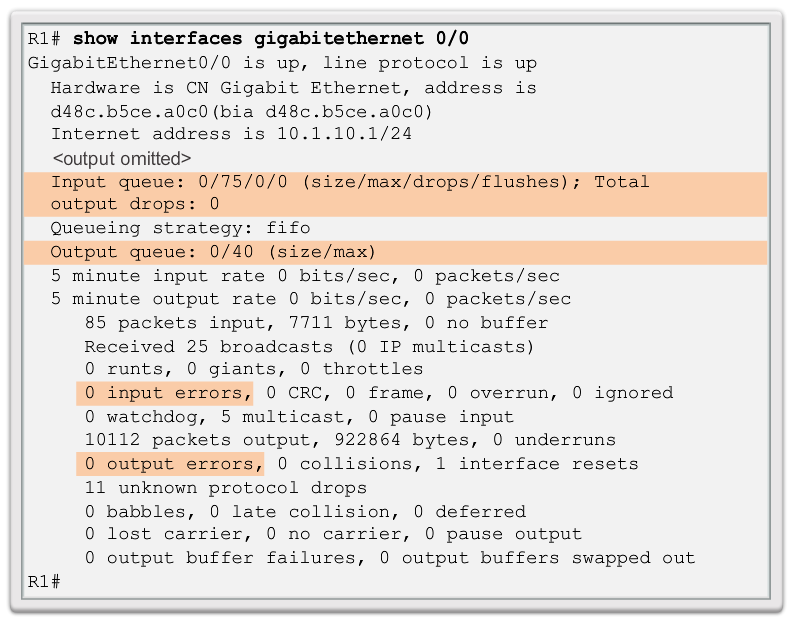 R1# show interfaces gigabitethernet 0/0
GigabitEthernet0/0 is up, line protocol is up
Hardware is CN Gigabit Ethernet, address is
d48c.b5ce.a0c0(bia d48c.b5ce.a0c0)
Internet address is 10.1.10.1/24
<output omitted>
Input queue: 0/75/0/0 (size/max/drops/flushes); Total
output drops: 0
Queueing strategy: fifo
Output queue: 0/40 (size/max)
5 minute input rate 0 bits/sec, 0 packets/sec
5 minute output rate 0 bits/sec, 0 packets/sec
85 packets input, 7711 bytes, 0 no buffer
Received 25 broadcasts (0 IP multicasts)
0 runts, 0 giants, 0 throttles
0 input errors, 0 CRC, 0 frame, 0 overrun, 0 ignored
0 watchdog, 5 multicast, 0 pause input
10112 packets output, 922864 bytes, 0 underruns
0 output errors, 0 collisions, 1 interface resets
11 unknown protocol drops
0 babbles, 0 late collision, 0 deferred
0 lost carrier, 0 no carrier, 0 pause output
0 output buffer failures, 0 output buffers swapped out
R1#